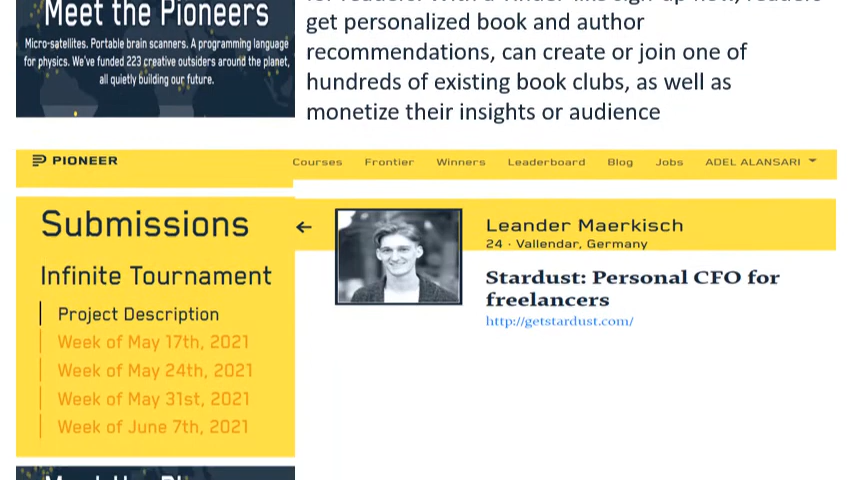 Meet the Pioneers
Micro-satellites. Portable brain scanners. A programming language
for physics. We've funded 223 creative outsiders around the planet,
all quietly building our future.
get personalized book and author
recommendations, can create or join one of
hundreds of existing book clubs, as well as
monetize their insights or audience
PIONEER
Courses Frontier Winners Leaderboard Blog Jobs ADEL ALANSARI
Submissions
Infinite Tournament
Project Description
Week of May 17th, 2021
Week of May 24th, 2021
Week of May 31st, 2021
Week of June 7th, 2021
←
Leander Maerkisch
24 · Vallendar, Germany
Stardust: Personal CFO for
freelancers
http://getstardust.com/